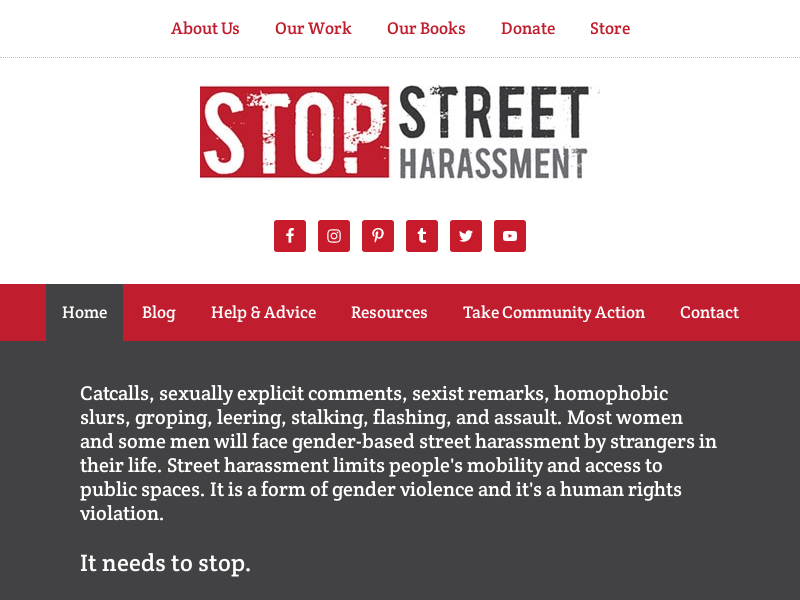 About Us Our Work Our Books Donate Store
STOP STREET
HARASSMENT
Home Blog Help & Advice Resources Take Community Action Contact
Catcalls, sexually explicit comments, sexist remarks, homophobic
slurs, groping, leering, stalking, flashing, and assault. Most women
and some men will face gender-based street harassment by strangers in
their life. Street harassment limits people's mobility and access to
public spaces. It is a form of gender violence and it's a human rights
violation.
It needs to stop.